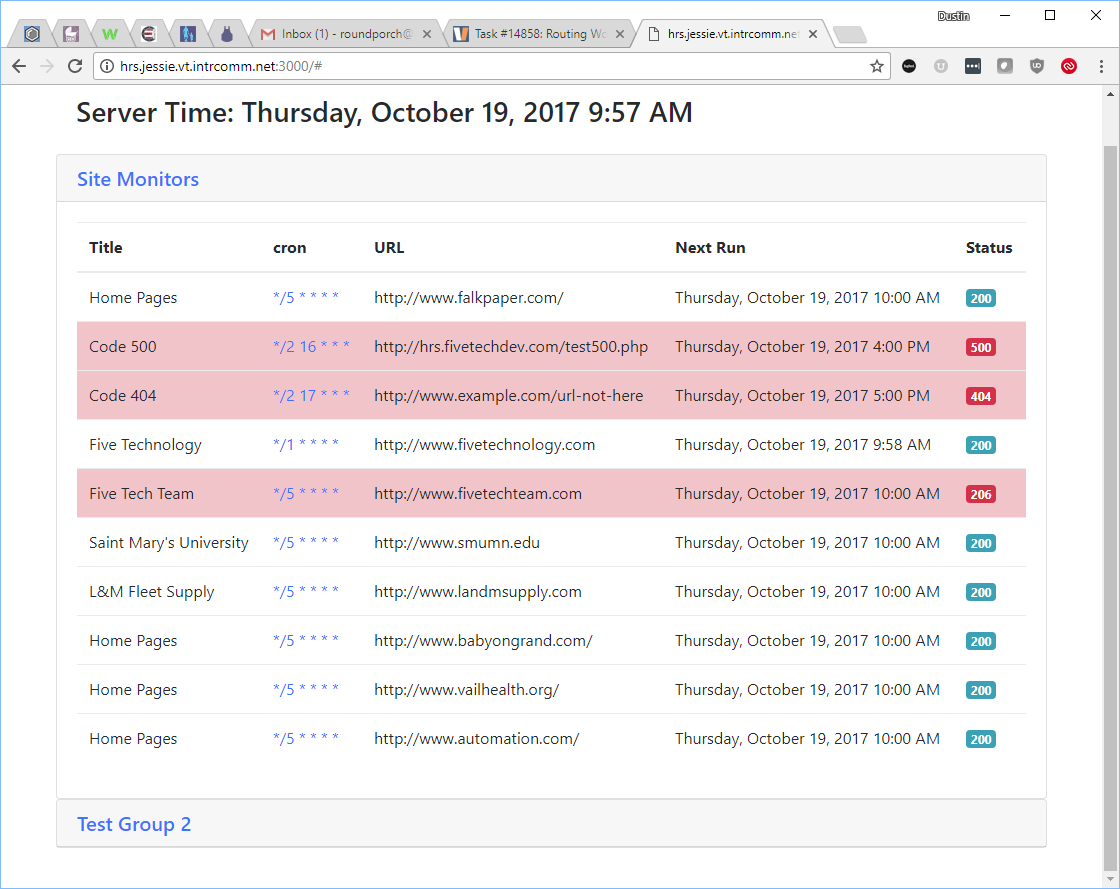 Dustin
Inbox (1) - roundporch@
Task #14858: Routing Wo
hrs.jessie.vt.intrcomm.net
hrs.jessie.vt.intrcomm.net:3000/#
Server Time: Thursday, October 19, 2017 9:57 AM
Site Monitors
Title cron URL Next Run Status
Home Pages */5 * * * * http://www.falkpaper.com/ Thursday, October 19, 2017 10:00 AM 200
Code 500 */2 16 * * * http://hrs.fivetechdev.com/test500.php Thursday, October 19, 2017 4:00 PM 500
Code 404 */2 17 * * * http://www.example.com/url-not-here Thursday, October 19, 2017 5:00 PM 404
Five Technology */1 * * * * http://www.fivetechnology.com Thursday, October 19, 2017 9:58 AM 200
Five Tech Team */5 * * * * http://www.fivetechteam.com Thursday, October 19, 2017 10:00 AM 206
Saint Mary's University */5 * * * * http://www.smumn.edu Thursday, October 19, 2017 10:00 AM 200
L&M Fleet Supply */5 * * * * http://www.landmsupply.com Thursday, October 19, 2017 10:00 AM 200
Home Pages */5 * * * * http://www.babyongrand.com/ Thursday, October 19, 2017 10:00 AM 200
Home Pages */5 * * * * http://www.vailhealth.org/ Thursday, October 19, 2017 10:00 AM 200
Home Pages */5 * * * * http://www.automation.com/ Thursday, October 19, 2017 10:00 AM 200
Test Group 2